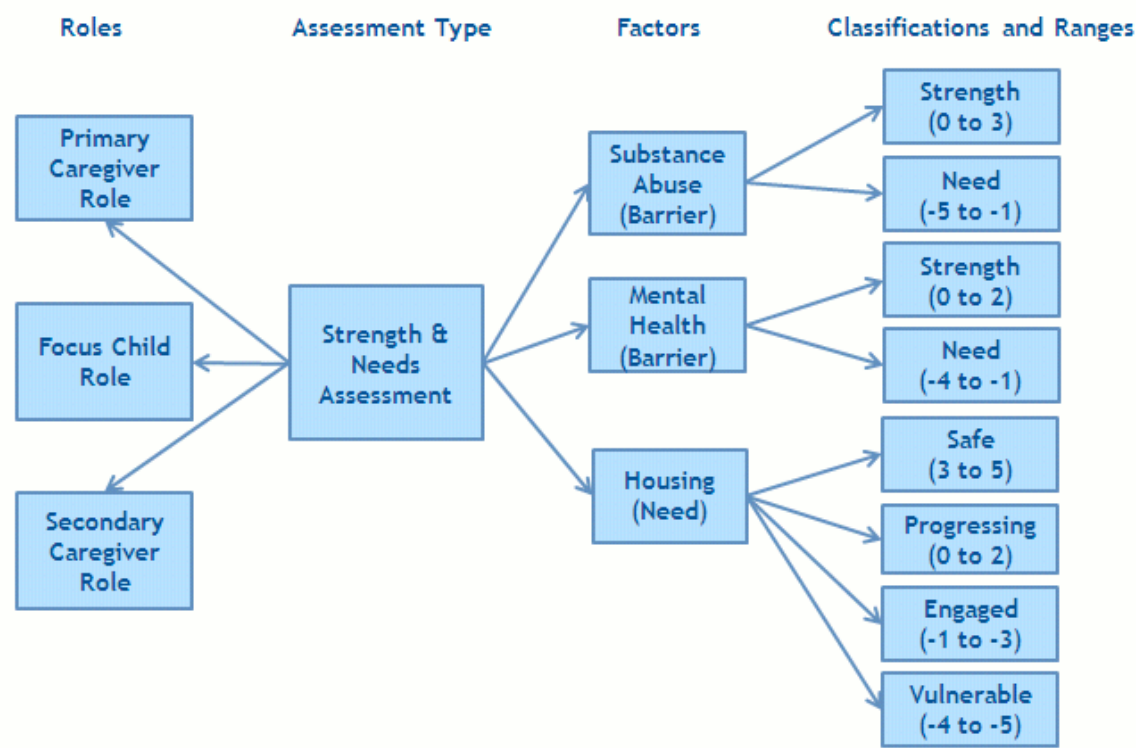 Roles
Assessment Type
Factors
Classifications and Ranges
Primary
Caregiver
Role
Focus Child
Role
Secondary
Caregiver
Role
Strength &
Needs
Assessment
Substance
Abuse
(Barrier)
Mental
Health
(Barrier)
Housing
(Need)
Strength
(0 to 3)
Need
(-5 to -1)
Strength
(0 to 2)
Need
(-4 to -1)
Safe
(3 to 5)
Progressing
(0 to 2)
Engaged
(-1 to -3)
Vulnerable
(-4 to -5)